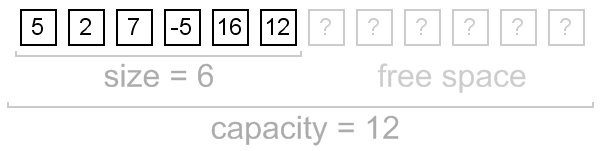 5 2 7 -5 16 12 ? ? ? ? ? ?
size = 6 free space
capacity = 12